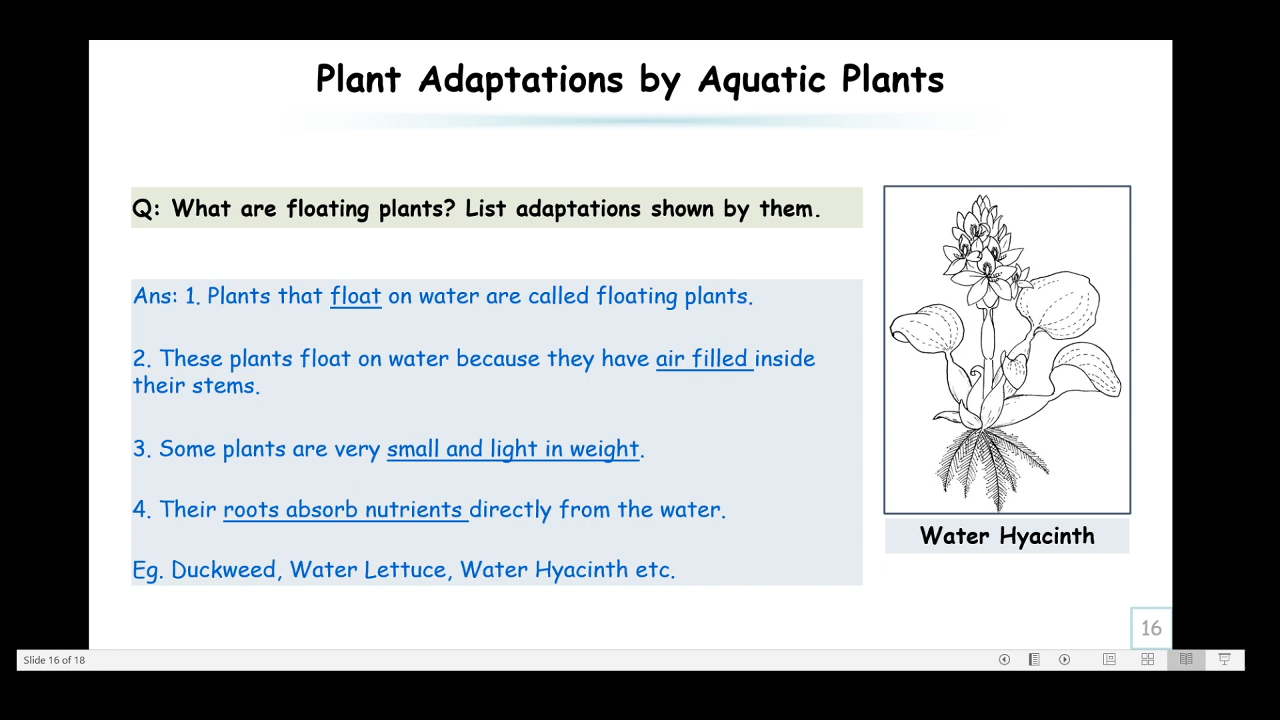 Plant Adaptations by Aquatic Plants
Q: What are floating plants? List adaptations shown by them.
Ans: 1. Plants that float on water are called floating plants.
2. These plants float on water because they have air filled inside
their stems.
3. Some plants are very small and light in weight.
4. Their roots absorb nutrients directly from the water.
Eg. Duckweed, Water Lettuce, Water Hyacinth etc.
Water Hyacinth
16
Slide 16 of 18